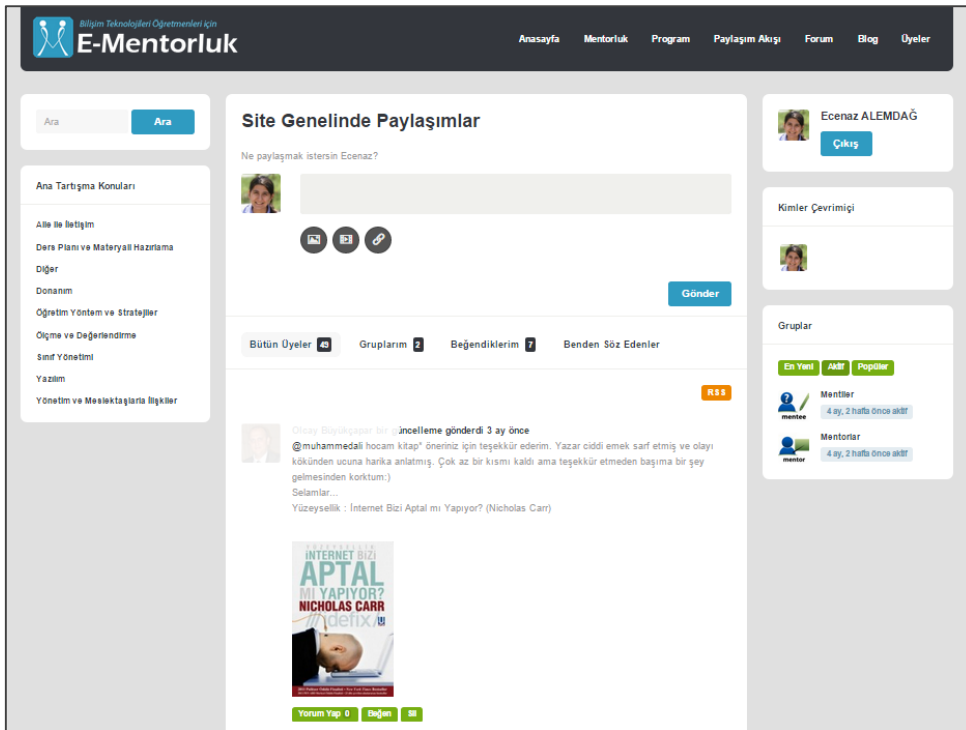 Bilişim Teknolojileri Öğretmenleri için
E-Mentorluk
Anasayfa Mentorluk Program Paylaşım Akışı Forum Blog Üyeler
Ara Ara
Ana Tartışma Konuları
Aile ile İletişim
Ders Planı ve Materyali Hazırlama
Diğer
Donanım
Öğretim Yöntem ve Stratejiler
Ölçme ve Değerlendirme
Sınıf Yönetimi
Yazılım
Yönetim ve Meslektaşlarla İlişkiler
Site Genelinde Paylaşımlar
Ne paylaşmak istersin Ecenaz?
Gönder
Bütün Üyeler 49 Gruplarım 2 Beğendiklerim 7 Benden Söz Edenler
RSS
Olcay Büyükçapar bir güncelleme gönderdi 3 ay önce
@muhammedali hocam kitap" öneriniz için teşekkür ederim. Yazar ciddi emek sarf etmiş ve olayı
kökünden ucuna harika anlatmış. Çok az bir kısmı kaldı ama teşekkür etmeden başıma bir şey
gelmesinden korktum:)
Selamlar...
Yüzeysellik : İnternet Bizi Aptal mı Yapıyor? (Nicholas Carr)
YÜZEYSELLİK
İNTERNET BİZİ
APTAL
MI YAPIYOR?
NICHOLAS CARR
idefix
Yorum Yap 0 Beğen Sil
Ecenaz ALEMDAĞ
Çıkış
Kimler Çevrimiçi
Gruplar
En Yeni Aktif Popüler
mentee
Mentiler
4 ay, 2 hafta önce aktif
mentor
Mentorlar
4 ay, 2 hafta önce aktif